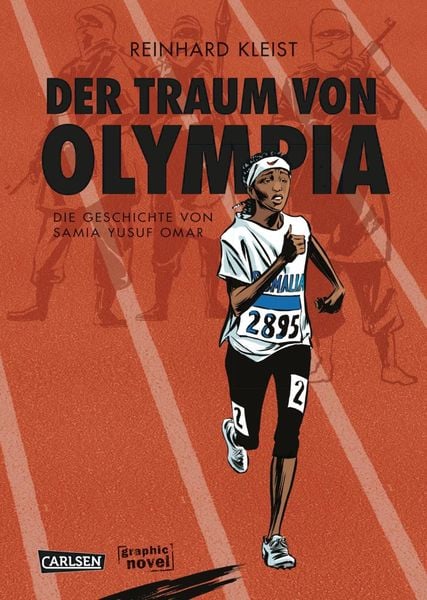 REINHARD KLEIST
DER TRAUM VON
OLYMPIA
DIE GESCHICHTE VON
SAMIA YUSUF OMAR
SOMALIA
2895
2
2
CARLSEN
graphic
novel